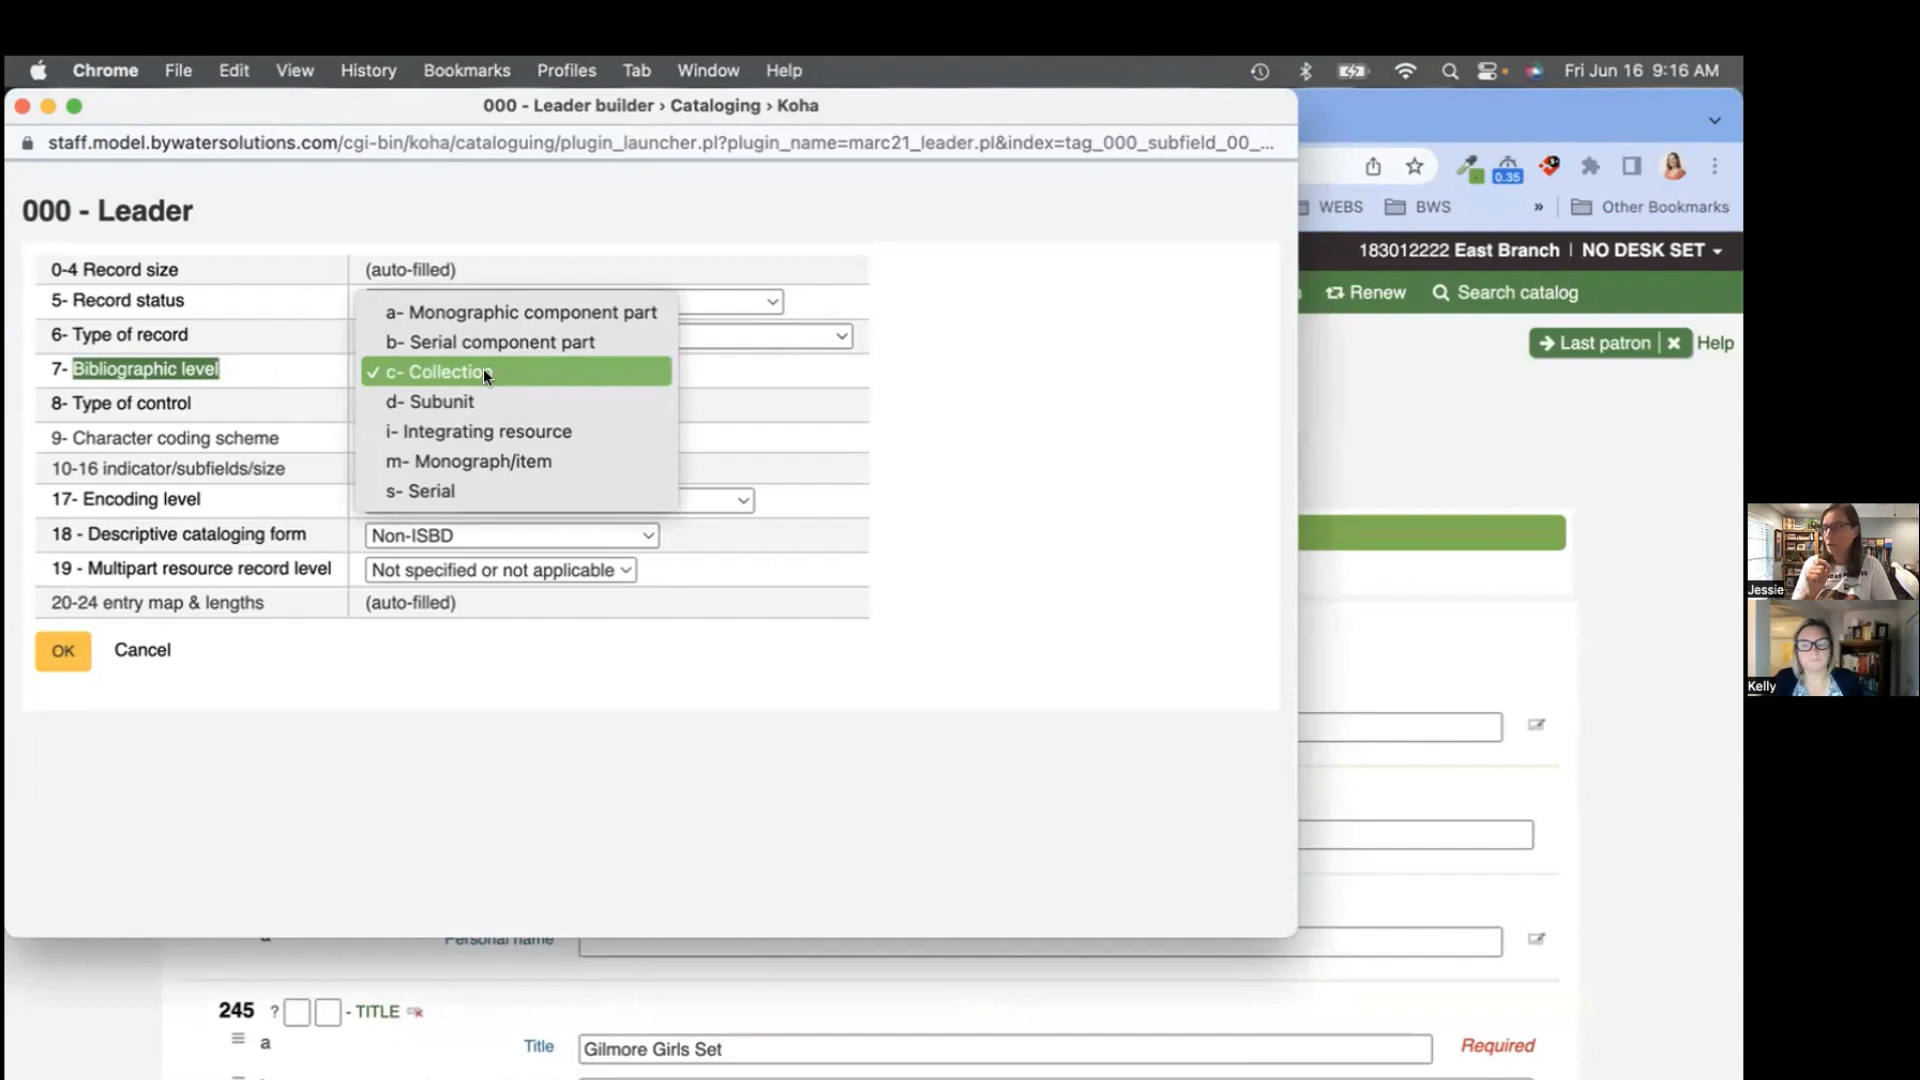 Chrome File Edit View History Bookmarks Profiles Tab Window Help Fri Jun 16 9:16 AM
000 - Leader builder › Cataloging › Koha
staff.model.bywatersolutions.com/cgi-bin/koha/cataloguing/plugin_launcher.pl?plugin_name=marc21_leader.pl&index=tag_000_subfield_00_...
0.35
WEBS BWS » Other Bookmarks
000 - Leader
183012222 East Branch | NO DESK SET
Renew Search catalog
Last patron × Help
0-4 Record size (auto-filled)
5- Record status
6- Type of record
7- Bibliographic level
8- Type of control
9- Character coding scheme
10-16 indicator/subfields/size
17- Encoding level
a- Monographic component part
b- Serial component part
✓ c- Collection
d- Subunit
i- Integrating resource
m- Monograph/item
s- Serial
18 - Descriptive cataloging form Non-ISBD
19 - Multipart resource record level Not specified or not applicable
20-24 entry map & lengths (auto-filled)
OK Cancel
Jessie
Kelly
a Personal name
245 ? - TITLE
a Title Gilmore Girls Set Required